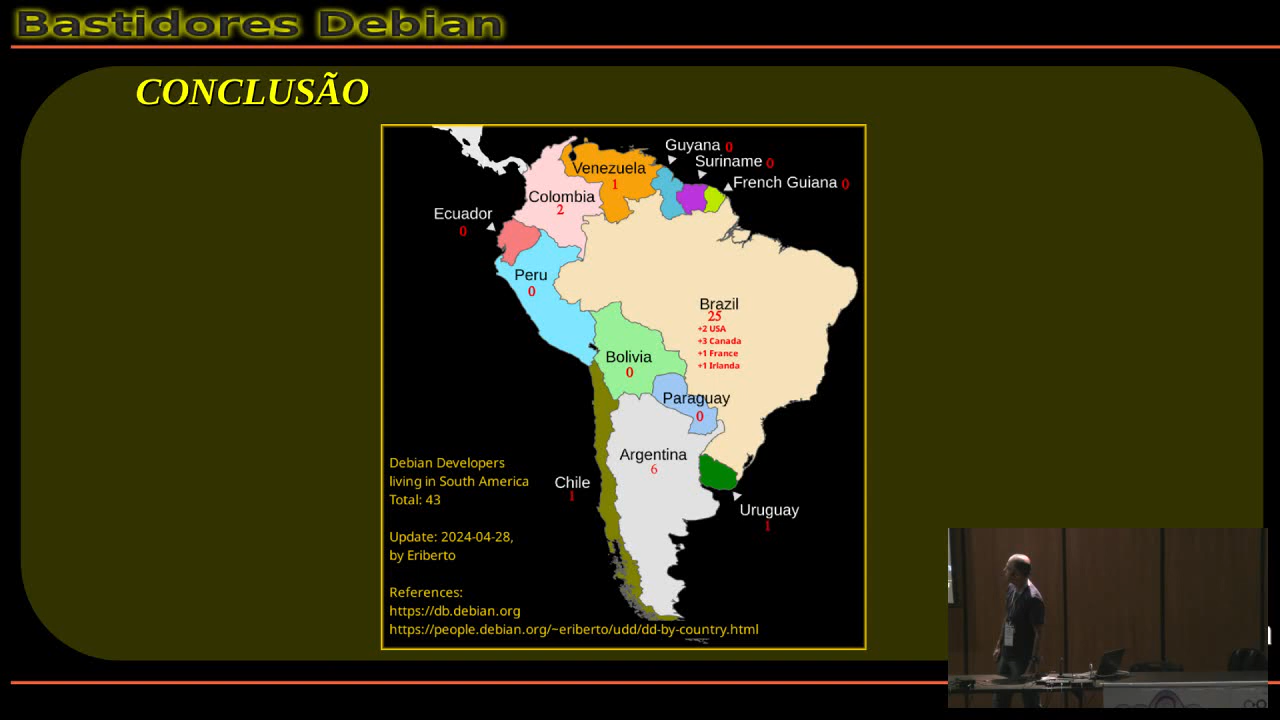 Bastidores Debian
CONCLUSÃO
Guyana 0
Suriname 0
French Guiana 0
Venezuela
1
Colombia
2
Ecuador
0
Peru
0
Brazil
25
+2 USA
+3 Canada
+1 France
+1 Irlanda
Bolivia
0
Paraguay
0
Argentina
6
Chile
1
Uruguay
1
Debian Developers
living in South America
Total: 43
Update: 2024-04-28,
by Eriberto
References:
https://db.debian.org
https://people.debian.org/~eriberto/udd/dd-by-country.html